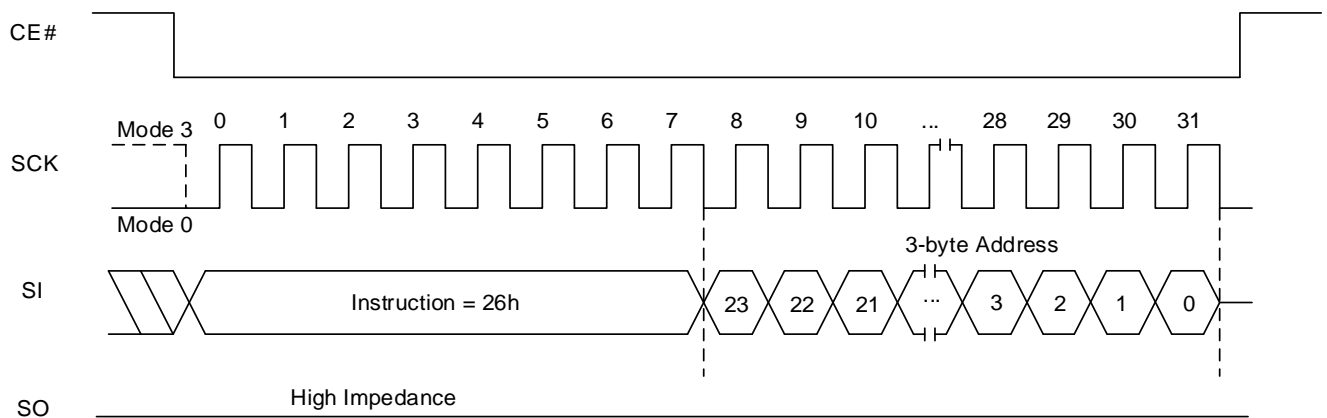 CE#
Mode 3 0 1 2 3 4 5 6 7 8 9 10 ... 28 29 30 31
SCK
Mode 0
3-byte Address
SI Instruction = 26h 23 22 21 ... 3 2 1 0
High Impedance
SO